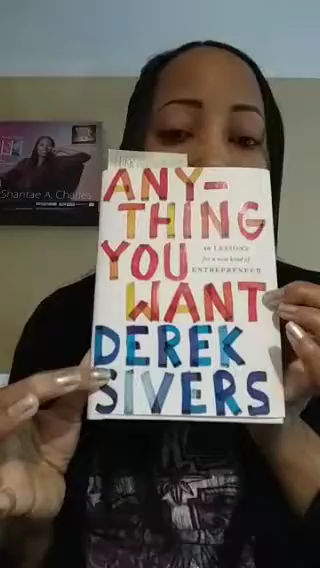 Shantae A. Charles
ANY-
THING
YOU
40 LESSONS
for a new kind of
ENTREPRENEUR
WANT
DEREK
SIVERS